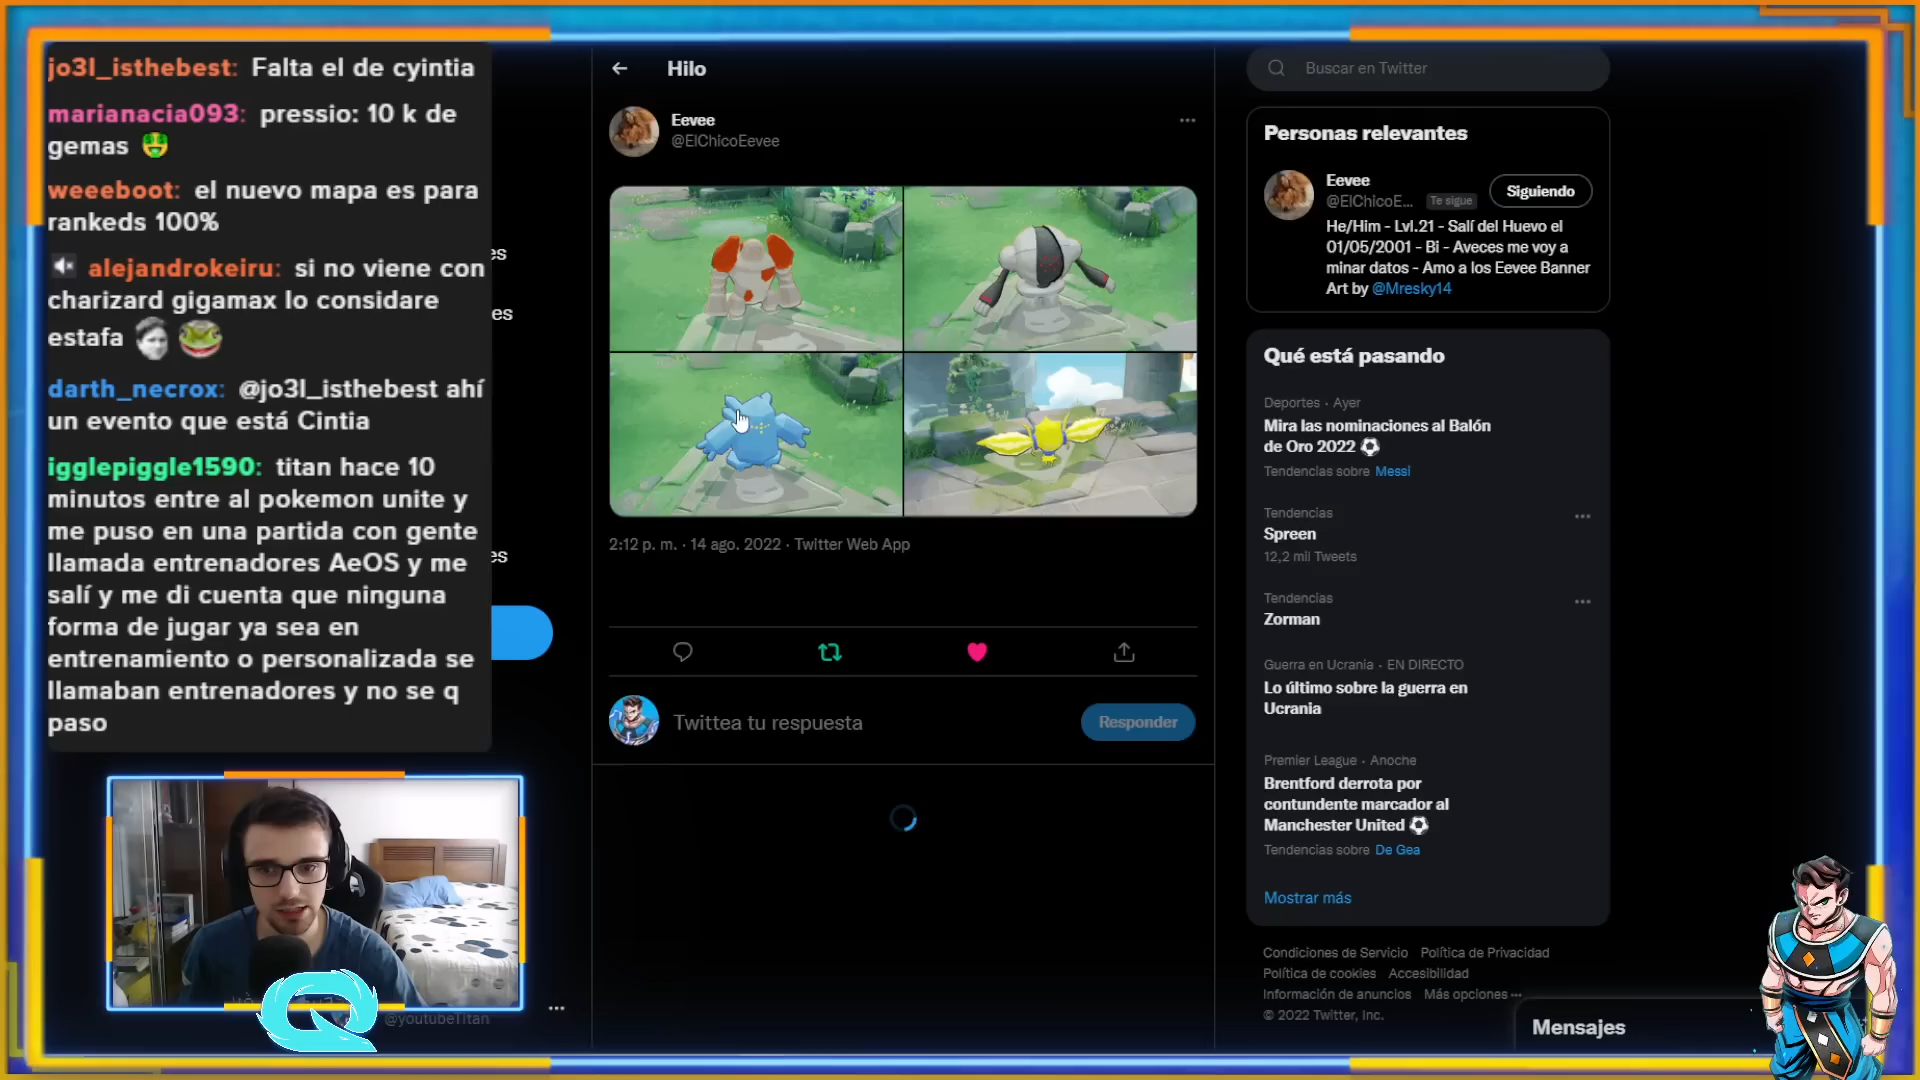 jo3l_isthebest: Falta el de cyintia
marianacia093: pressio: 10 k de
gemas
weeeboot: el nuevo mapa es para
rankeds 100%
alejandrokeiru: si no viene con
charizard gigamax lo considare
estafa
darth_necrox: @jo3l_isthebest ahí
un evento que está Cintia
igglepiggle1590: titan hace 10
minutos entre al pokemon unite y
me puso en una partida con gente
llamada entrenadores AeOS y me
salí y me di cuenta que ninguna
forma de jugar ya sea en
entrenamiento o personalizada se
llamaban entrenadores y no se q
paso
es
es
es
@youtubeTitan
Hilo
Eevee
@ElChicoEevee
2:12 p. m. · 14 ago. 2022 · Twitter Web App
Twittea tu respuesta
Responder
Buscar en Twitter
Personas relevantes
Eevee
@ElChicoE... Te sigue
Siguiendo
He/Him - Lvl.21 - Salí del Huevo el
01/05/2001 - Bi - Aveces me voy a
minar datos - Amo a los Eevee Banner
Art by @Mresky14
Qué está pasando
Deportes · Ayer
Mira las nominaciones al Balón
de Oro 2022
Tendencias sobre Messi
Tendencias
Spreen
12,2 mil Tweets
Tendencias
Zorman
Guerra en Ucrania · EN DIRECTO
Lo último sobre la guerra en
Ucrania
Premier League · Anoche
Brentford derrota por
contundente marcador al
Manchester United
Tendencias sobre De Gea
Mostrar más
Condiciones de Servicio Política de Privacidad
Política de cookies Accesibilidad
Información de anuncios Más opciones ···
© 2022 Twitter, Inc.
Mensajes